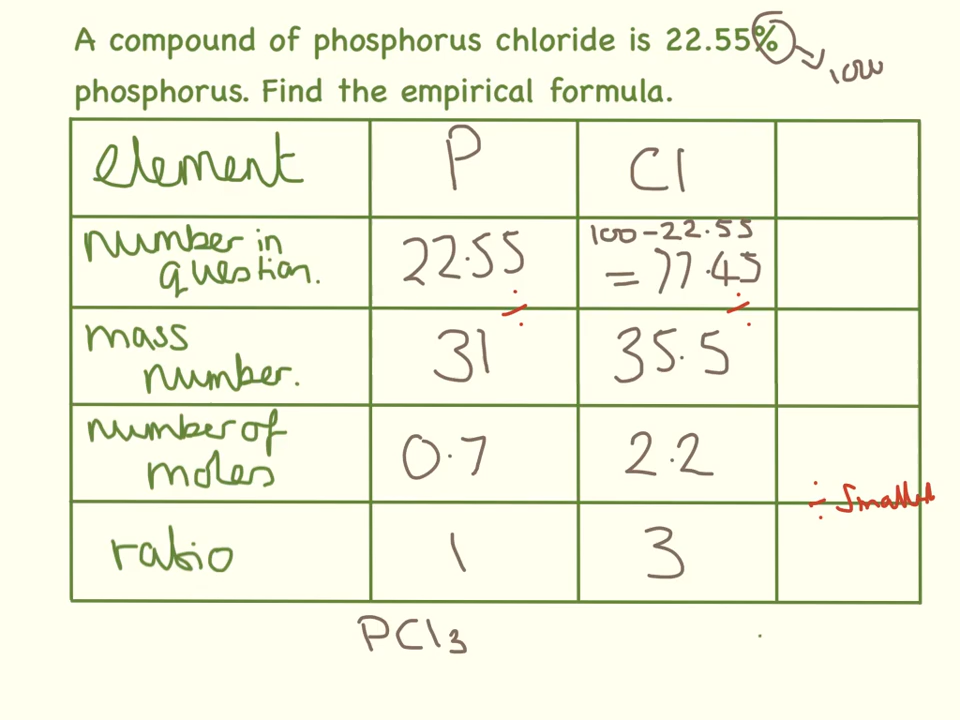 A compound of phosphorus chloride is 22.55%
100
phosphorus. Find the empirical formula.
element P Cl
number in question. 22.55 100-22.55 = 77.45
÷ ÷
mass number. 31 35.5
number of moles 0.7 2.2
÷ smallest
ratio 1 3
PCl3